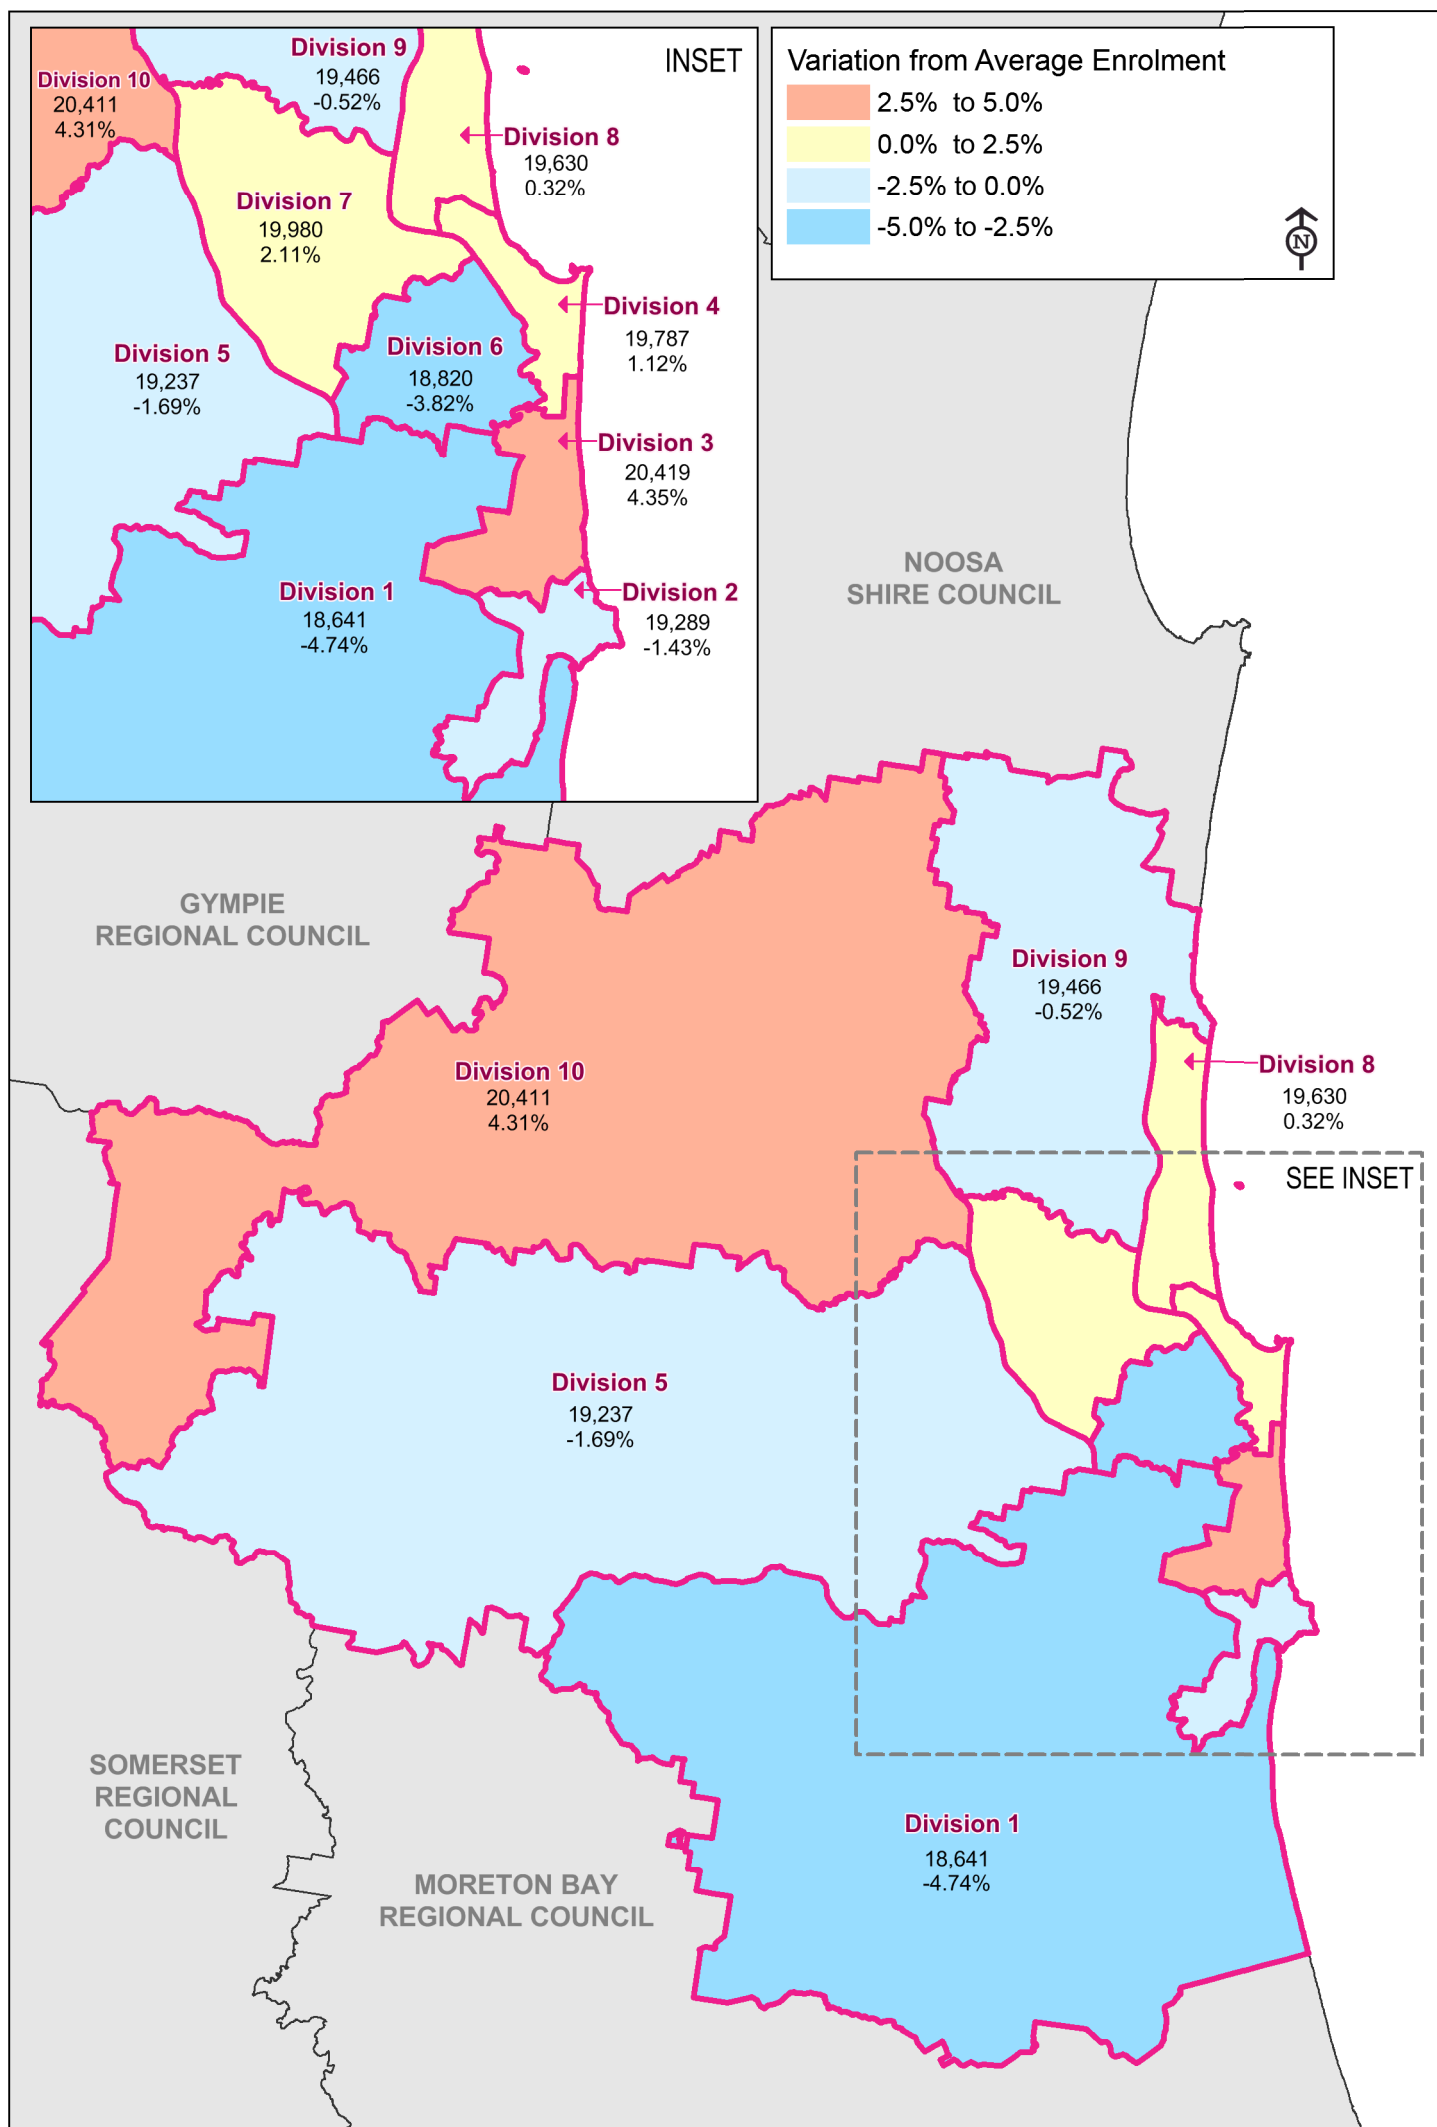 INSET
Division 9
19,466
-0.52%
Division 10
20,411
4.31%
Division 8
19,630
0.32%
Division 7
19,980
2.11%
Division 4
19,787
1.12%
Division 6
18,820
-3.82%
Division 5
19,237
-1.69%
Division 3
20,419
4.35%
Division 1
18,641
-4.74%
Division 2
19,289
-1.43%
Variation from Average Enrolment
2.5% to 5.0%
0.0% to 2.5%
-2.5% to 0.0%
-5.0% to -2.5%
N
NOOSA
SHIRE COUNCIL
GYMPIE
REGIONAL COUNCIL
Division 9
19,466
-0.52%
Division 10
20,411
4.31%
Division 8
19,630
0.32%
SEE INSET
Division 5
19,237
-1.69%
SOMERSET
REGIONAL
COUNCIL
Division 1
18,641
-4.74%
MORETON BAY
REGIONAL COUNCIL